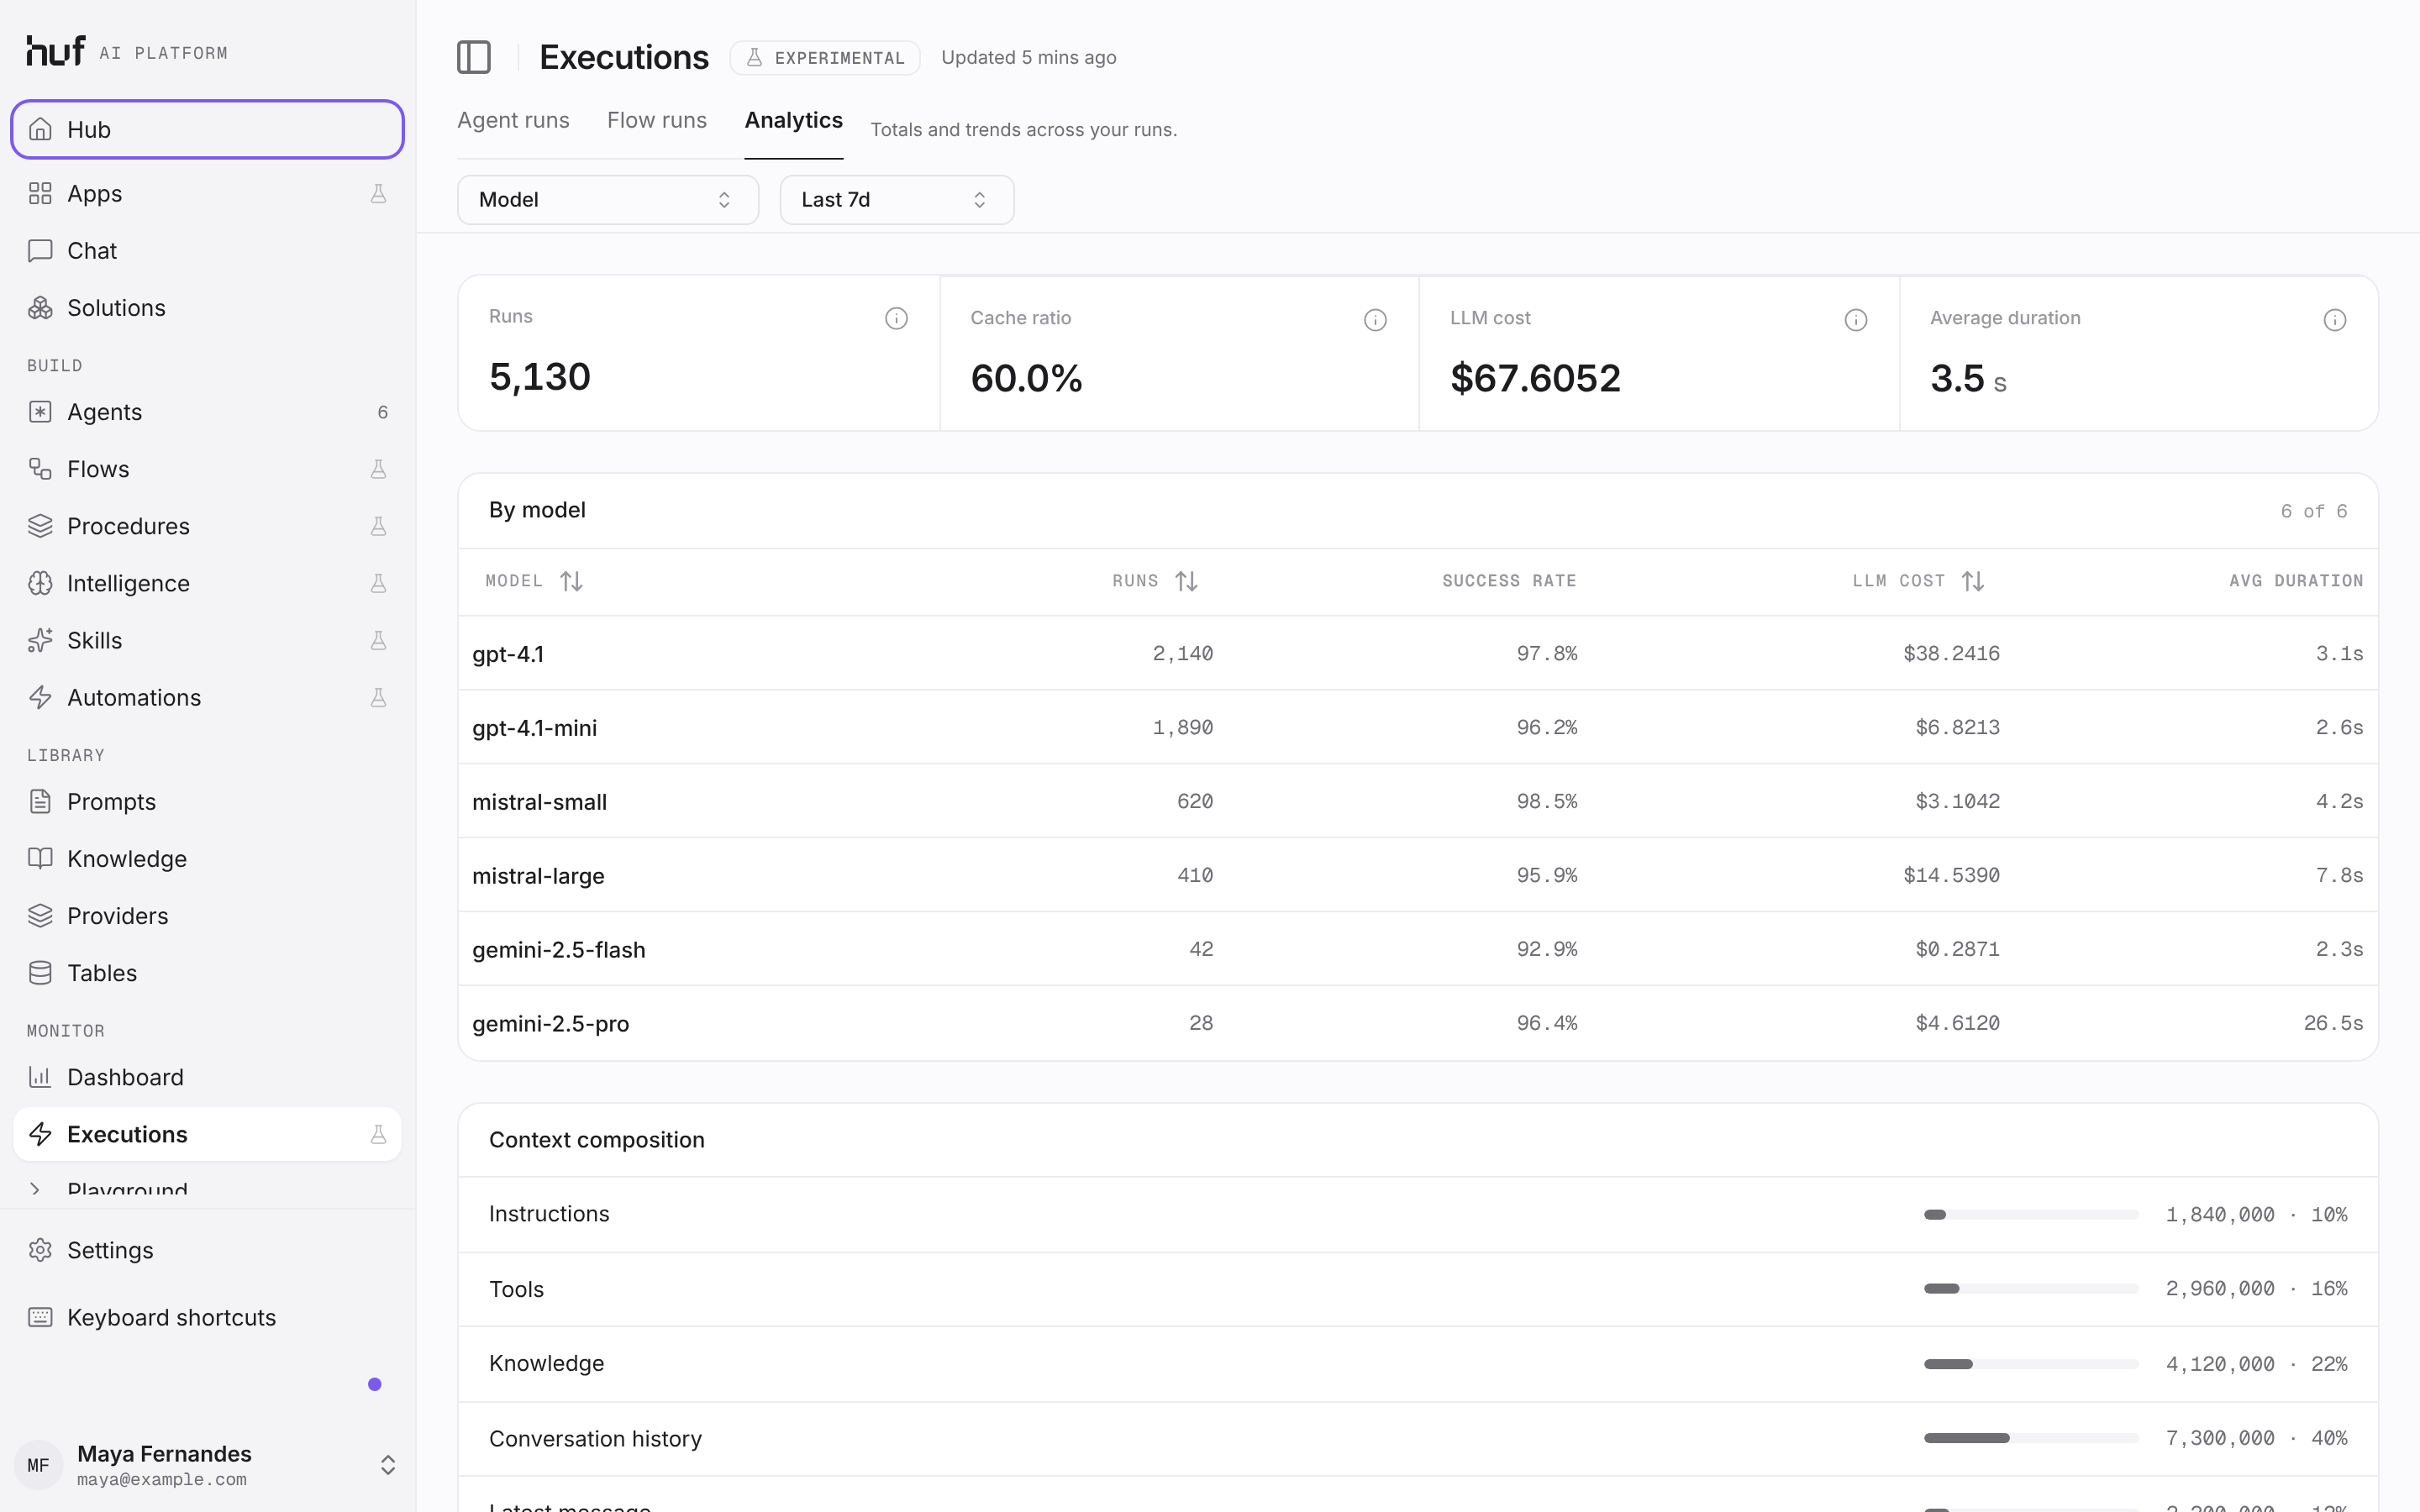 huf AI PLATFORM
Hub
Apps
Chat
Solutions
BUILD
Agents 6
Flows
Procedures
Intelligence
Skills
Automations
LIBRARY
Prompts
Knowledge
Providers
Tables
MONITOR
Dashboard
Executions
Playground
Settings
Keyboard shortcuts
MF Maya Fernandes
maya@example.com
Executions EXPERIMENTAL Updated 5 mins ago
Agent runs Flow runs Analytics Totals and trends across your runs.
Model Last 7d
Runs Cache ratio LLM cost Average duration
5,130 60.0% $67.6052 3.5 s
By model 6 of 6
MODEL RUNS SUCCESS RATE LLM COST AVG DURATION
gpt-4.1 2,140 97.8% $38.2416 3.1s
gpt-4.1-mini 1,890 96.2% $6.8213 2.6s
mistral-small 620 98.5% $3.1042 4.2s
mistral-large 410 95.9% $14.5390 7.8s
gemini-2.5-flash 42 92.9% $0.2871 2.3s
gemini-2.5-pro 28 96.4% $4.6120 26.5s
Context composition
Instructions 1,840,000 · 10%
Tools 2,960,000 · 16%
Knowledge 4,120,000 · 22%
Conversation history 7,300,000 · 40%
Latest message